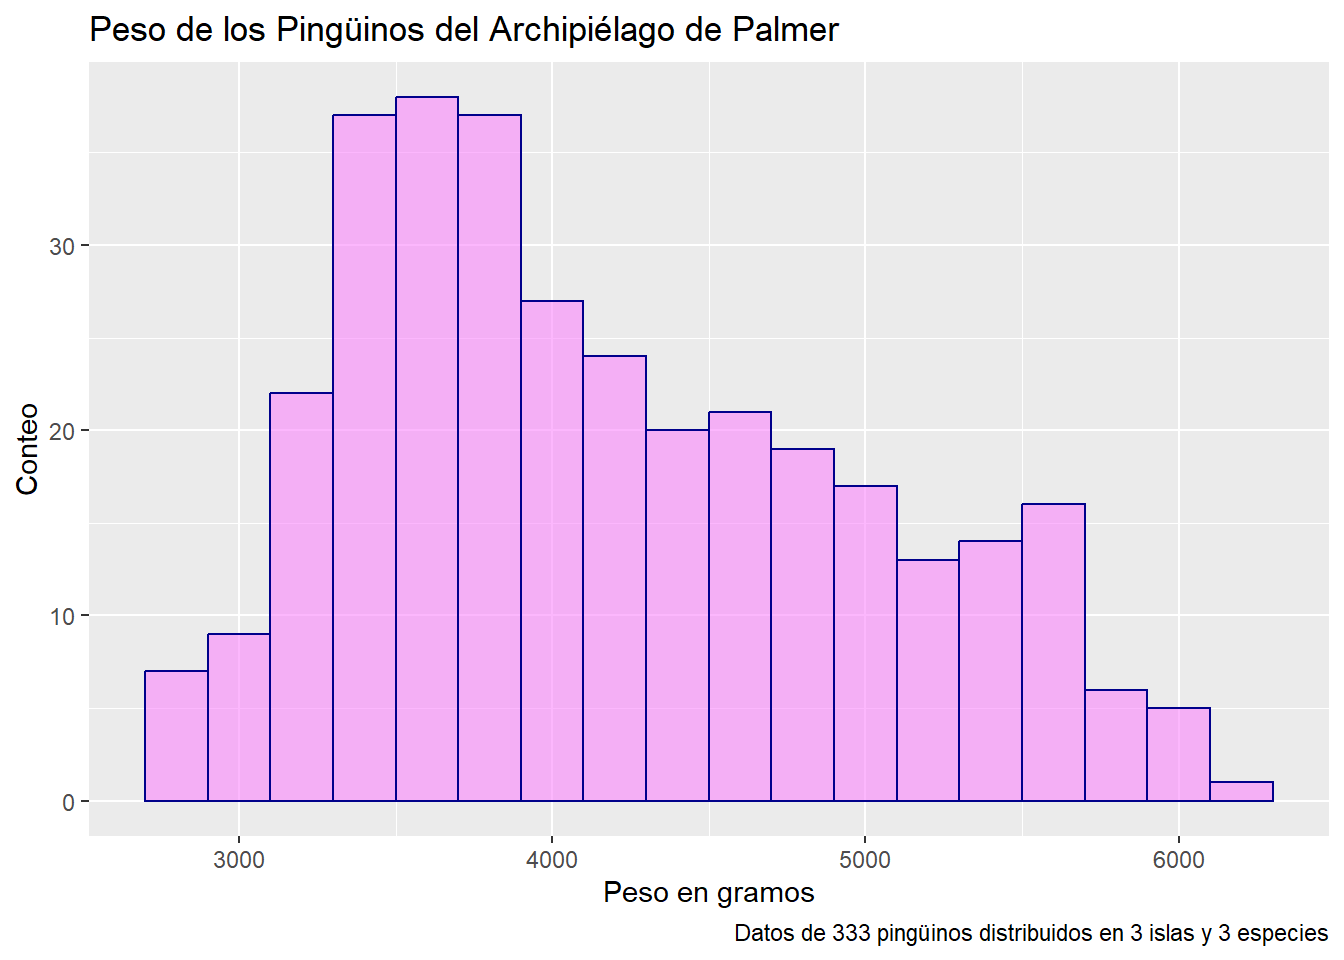 Peso de los Pingüinos del Archipiélago de Palmer
Conteo
30
20
10
0
3000 4000 5000 6000
Peso en gramos
Datos de 333 pingüinos distribuidos en 3 islas y 3 especies